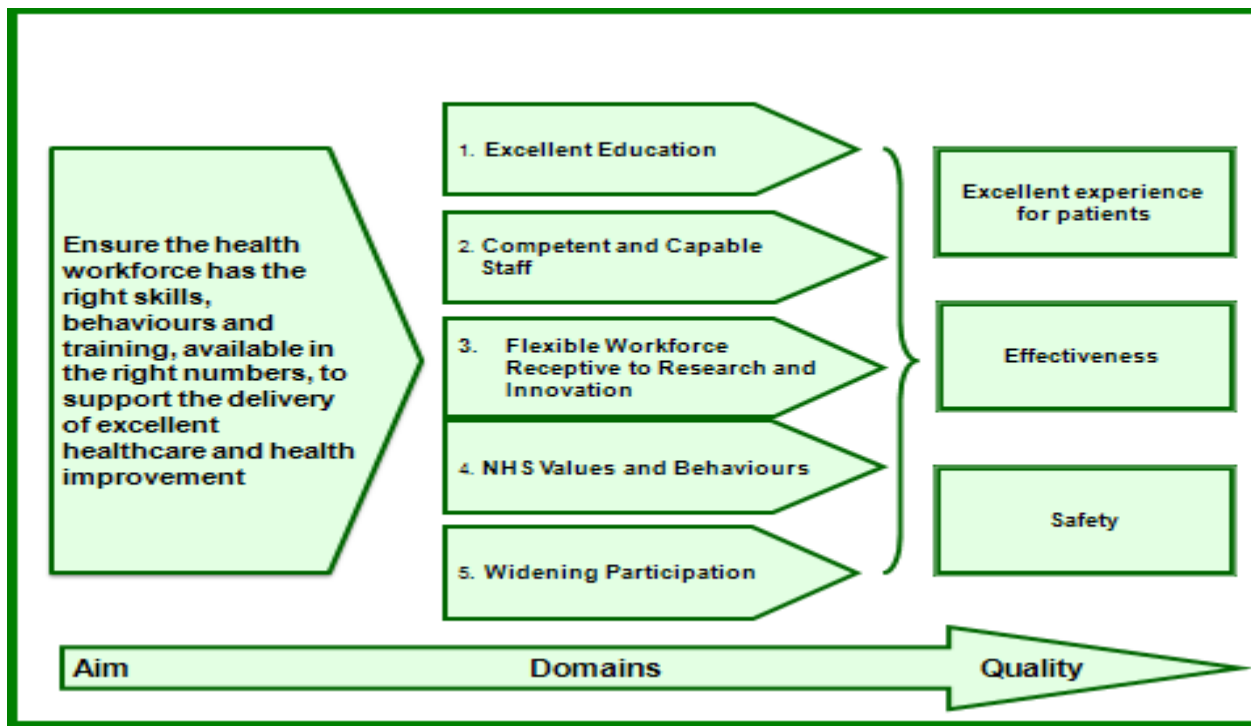 Ensure the health
workforce has the
right skills,
behaviours and
training, available in
the right numbers, to
support the delivery
of excellent
healthcare and health
improvement
1. Excellent Education
2. Competent and Capable
Staff
3. Flexible Workforce
Receptive to Research and
Innovation
4. NHS Values and Behaviours
5. Widening Participation
Excellent experience
for patients
Effectiveness
Safety
Aim
Domains
Quality